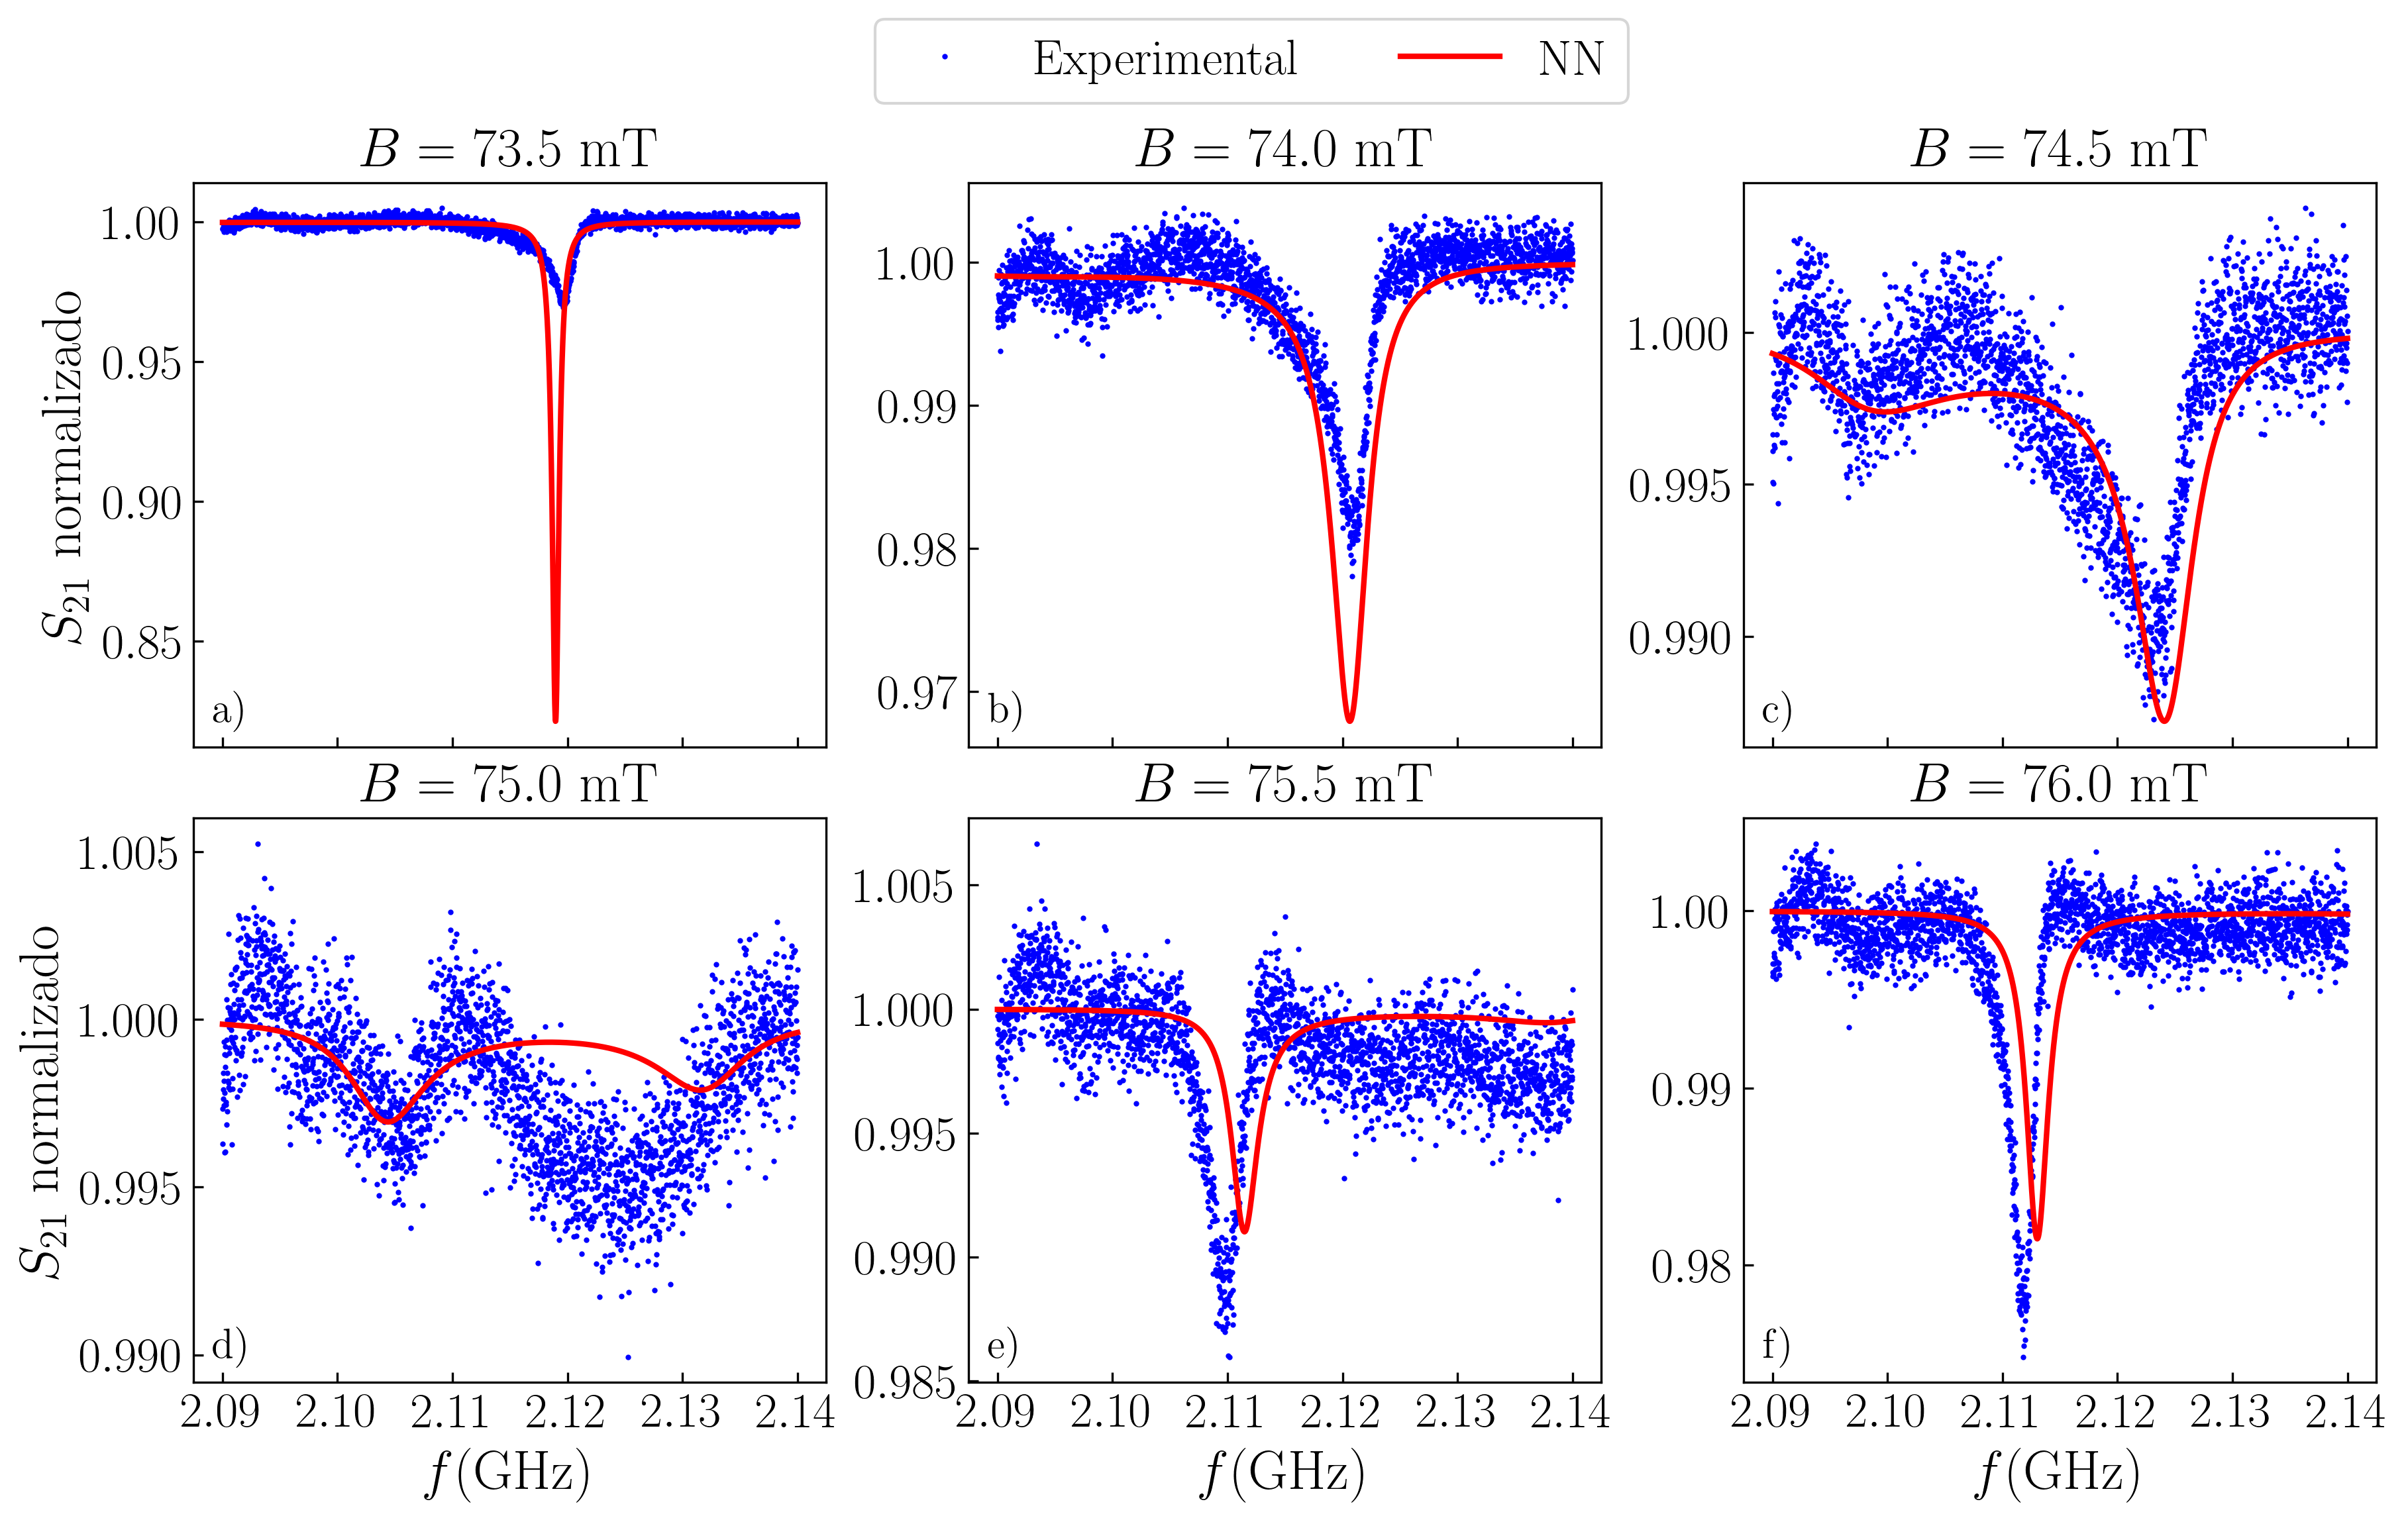 Experimental NN
B = 73.5 mT
B = 74.0 mT
B = 74.5 mT
S21 normalizado
1.00
0.95
0.90
0.85
a)
1.00
0.99
0.98
0.97
b)
1.000
0.995
0.990
c)
B = 75.0 mT
B = 75.5 mT
B = 76.0 mT
S21 normalizado
1.005
1.000
0.995
0.990
d)
2.09 2.10 2.11 2.12 2.13 2.14
f(GHz)
1.005
1.000
0.995
0.990
0.985
e)
2.09 2.10 2.11 2.12 2.13 2.14
f(GHz)
1.00
0.99
0.98
f)
2.09 2.10 2.11 2.12 2.13 2.14
f(GHz)